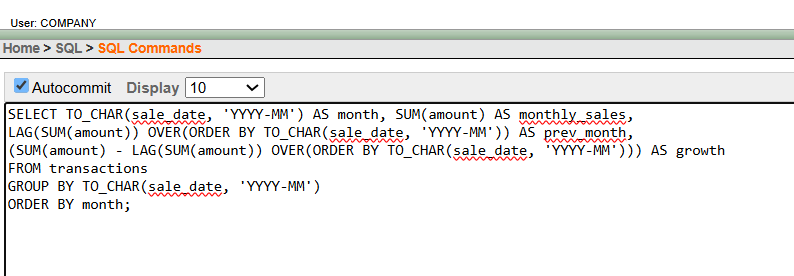 User: COMPANY
Home > SQL > SQL Commands
Autocommit Display 10
SELECT TO_CHAR(sale_date, 'YYYY-MM') AS month, SUM(amount) AS monthly_sales,
LAG(SUM(amount)) OVER(ORDER BY TO_CHAR(sale_date, 'YYYY-MM')) AS prev_month,
(SUM(amount) - LAG(SUM(amount)) OVER(ORDER BY TO_CHAR(sale_date, 'YYYY-MM'))) AS growth
FROM transactions
GROUP BY TO_CHAR(sale_date, 'YYYY-MM')
ORDER BY month;